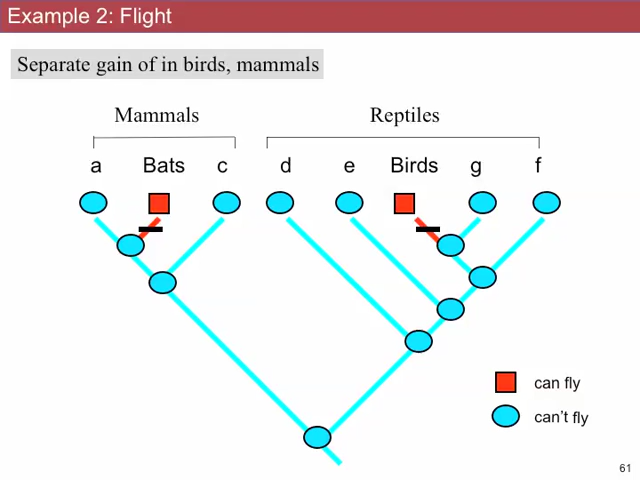 Example 2: Flight
Separate gain of in birds, mammals
Mammals Reptiles
a Bats c d e Birds g f
can fly
can't fly
61